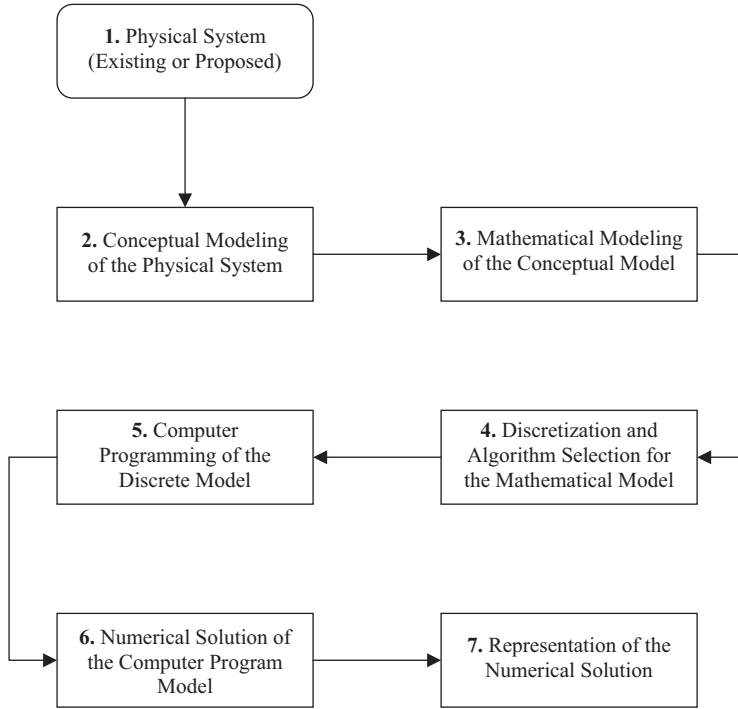 1. Physical System
(Existing or Proposed)
2. Conceptual Modeling
of the Physical System
3. Mathematical Modeling
of the Conceptual Model
5. Computer
Programming of the
Discrete Model
4. Discretization and
Algorithm Selection for
the Mathematical Model
6. Numerical Solution of
the Computer Program
Model
7. Representation of the
Numerical Solution